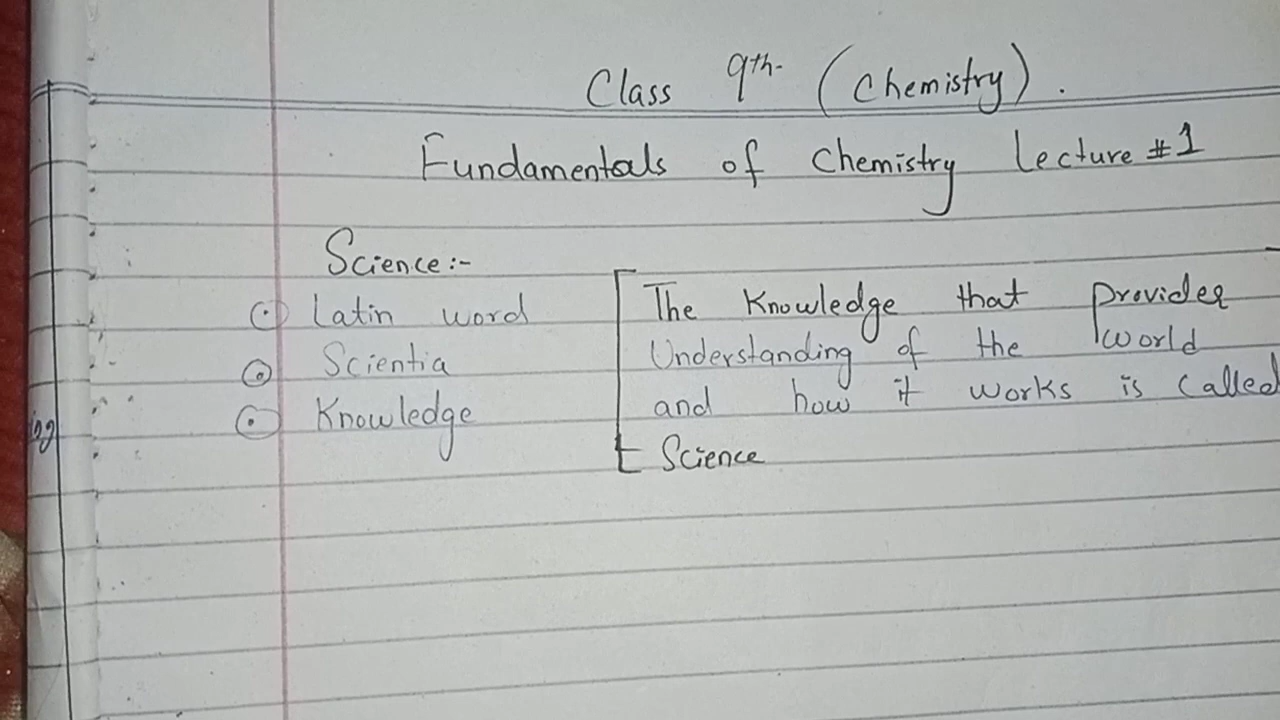 Class 9th. (Chemistry).
Fundamentals of Chemistry Lecture #1
Science:-
Latin word
Scientia
Knowledge
The Knowledge that provides
Understanding of the world
and how it works is called
Science